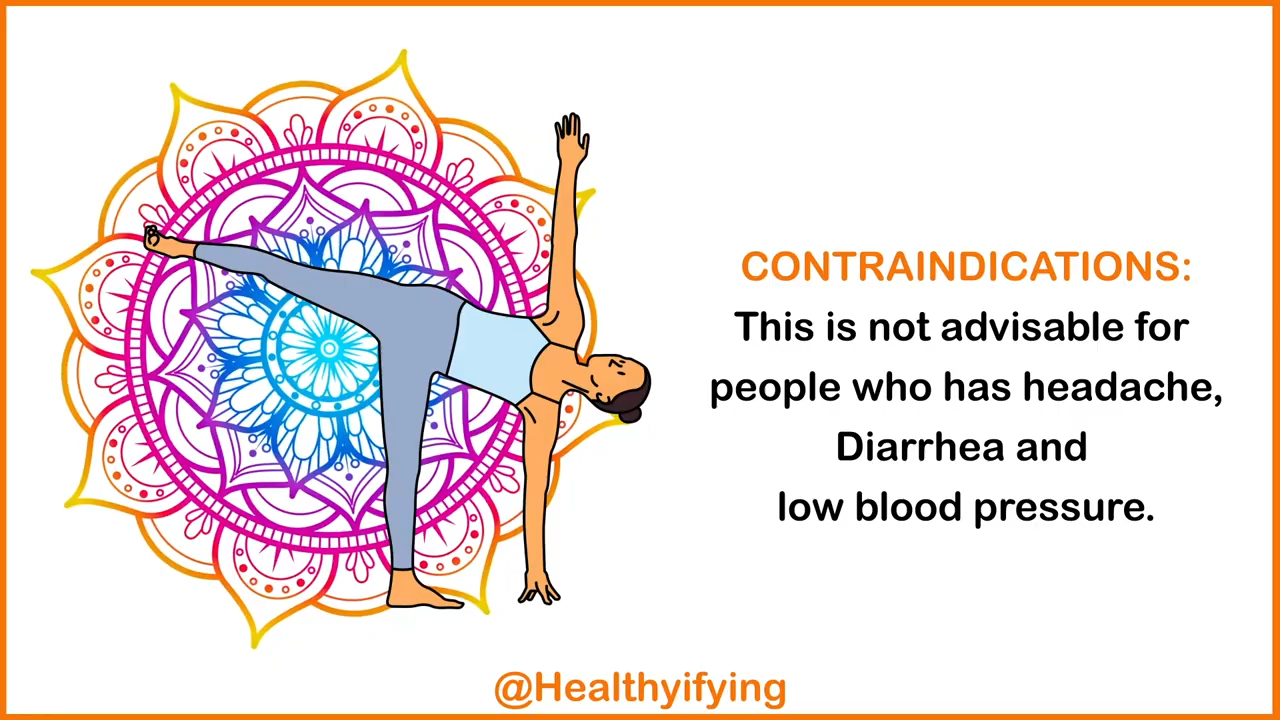 CONTRAINDICATIONS:
This is not advisable for
people who has headache,
Diarrhea and
low blood pressure.
@Healthyifying